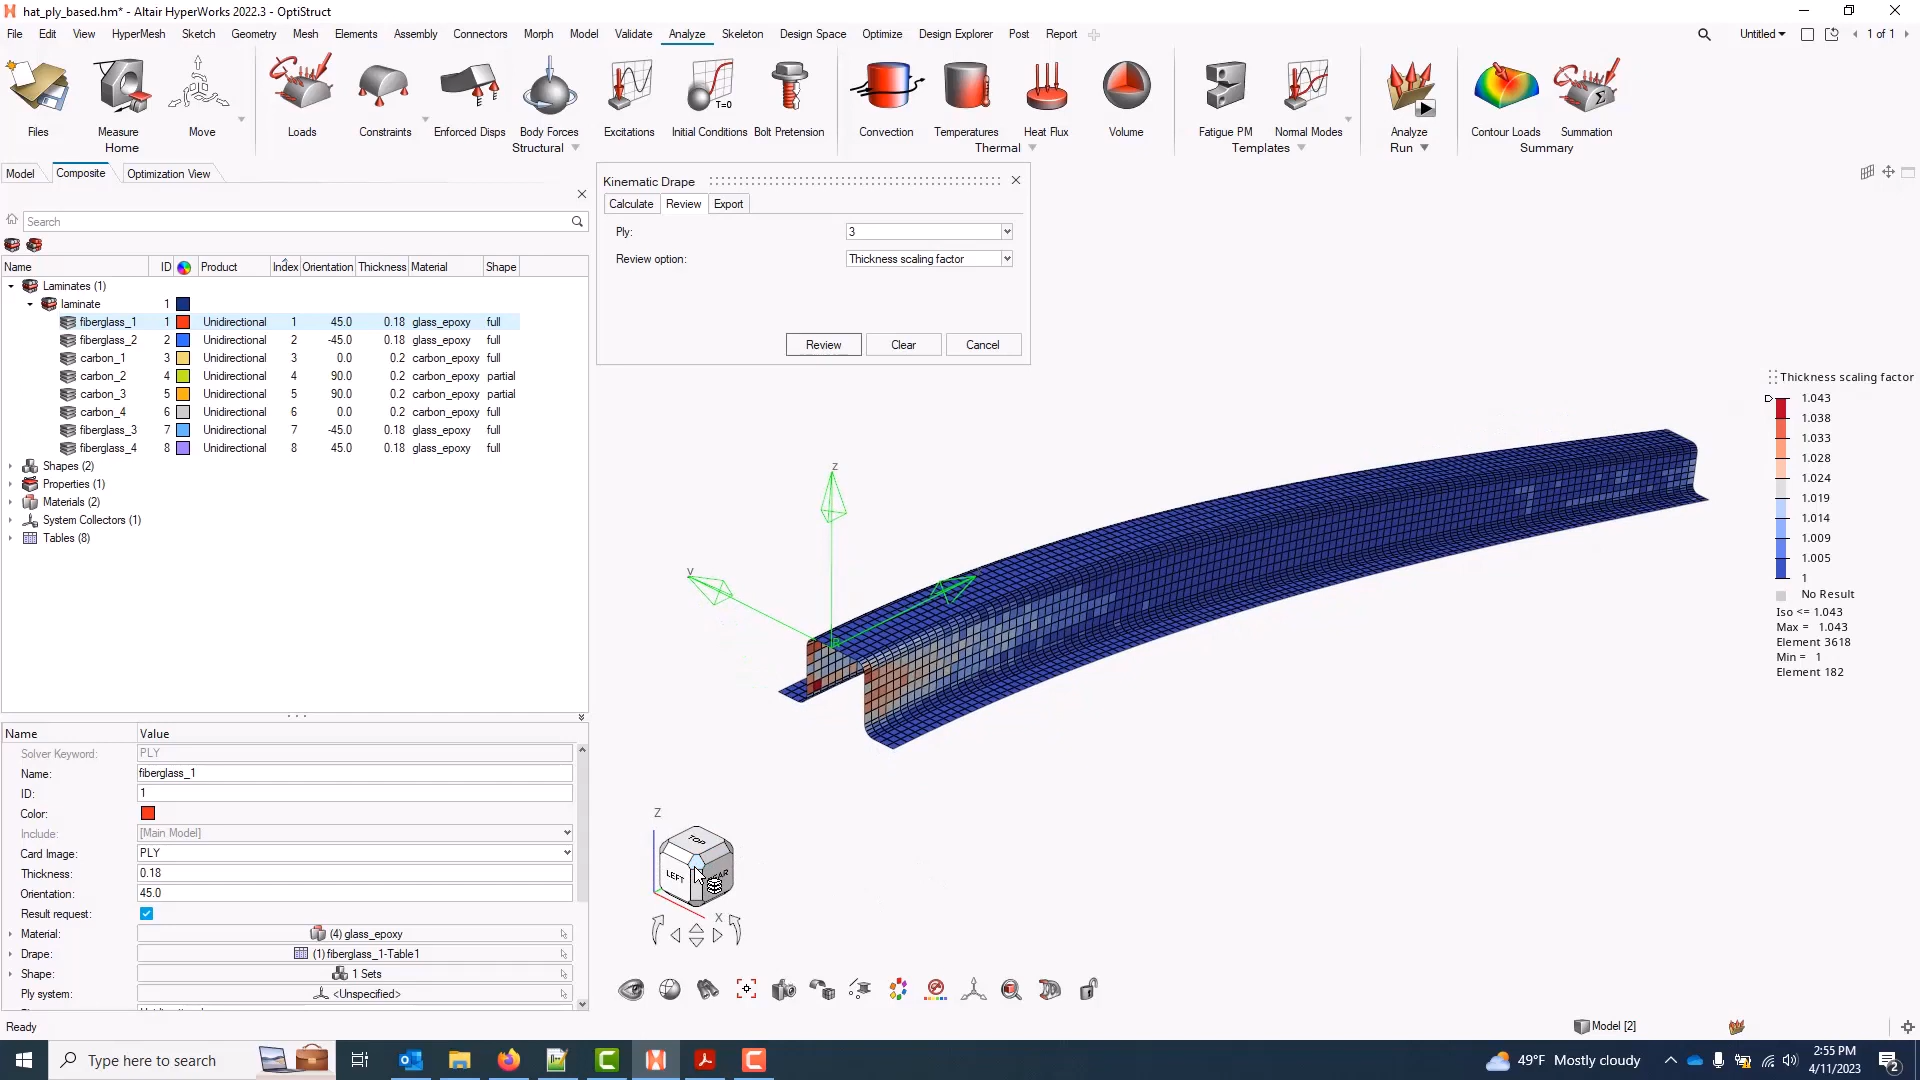 hat_ply_based.hm* - Altair HyperWorks 2022.3 - OptiStruct
File Edit View HyperMesh Sketch Geometry Mesh Elements Assembly Connectors Morph Model Validate Analyze Skeleton Design Space Optimize Design Explorer Post Report Untitled 1 of 1
T=0
Files Measure Move Loads Constraints Enforced Disps Body Forces Excitations Initial Conditions Bolt Pretension Convection Temperatures Heat Flux Volume Fatigue PM Normal Modes Analyze Contour Loads Summation
Home Structural Thermal Templates Run Summary
Model Composite Optimization View
Search
Name ID Product Index Orientation Thickness Material Shape
Laminates (1)
laminate 1
fiberglass_1 1 Unidirectional 1 45.0 0.18 glass_epoxy full
fiberglass_2 2 Unidirectional 2 -45.0 0.18 glass_epoxy full
carbon_1 3 Unidirectional 3 0.0 0.2 carbon_epoxy full
carbon_2 4 Unidirectional 4 90.0 0.2 carbon_epoxy partial
carbon_3 5 Unidirectional 5 90.0 0.2 carbon_epoxy partial
carbon_4 6 Unidirectional 6 0.0 0.2 carbon_epoxy full
fiberglass_3 7 Unidirectional 7 -45.0 0.18 glass_epoxy full
fiberglass_4 8 Unidirectional 8 45.0 0.18 glass_epoxy full
Shapes (2)
Properties (1)
Materials (2)
System Collectors (1)
Tables (8)
Kinematic Drape
Calculate Review Export
Ply: 3
Review option: Thickness scaling factor
Review Clear Cancel
Thickness scaling factor
1.043
1.038
1.033
1.028
1.024
1.019
1.014
1.009
1.005
1
No Result
Iso <= 1.043
Max = 1.043
Element 3618
Min = 1
Element 182
Z
Y
Name Value
Solver Keyword: PLY
Name: fiberglass_1
ID: 1
Color:
Include: [Main Model]
Card Image: PLY
Thickness: 0.18
Orientation: 45.0
Result request:
Material: (4) glass_epoxy
Drape: (1) fiberglass_1-Table1
Shape: 1 Sets
Ply system: <Unspecified>
Z
TOP
LEFT
X
Ready
Model [2]
Type here to search
49°F Mostly cloudy
2:55 PM
4/11/2023
2